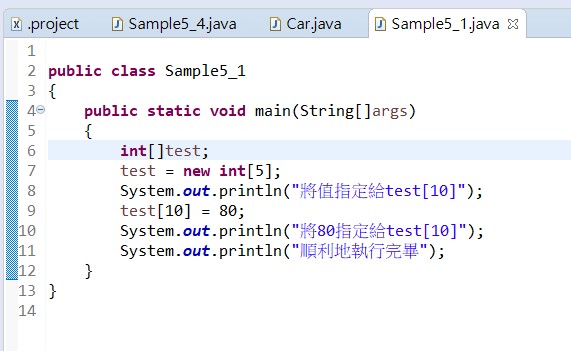 .project Sample5_4.java Car.java Sample5_1.java
1
2 public class Sample5_1
3 {
4 public static void main(String[]args)
5 {
6 int[]test;
7 test = new int[5];
8 System.out.println("將值指定給test[10]");
9 test[10] = 80;
10 System.out.println("將80指定給test[10]");
11 System.out.println("順利地執行完畢");
12 }
13 }
14